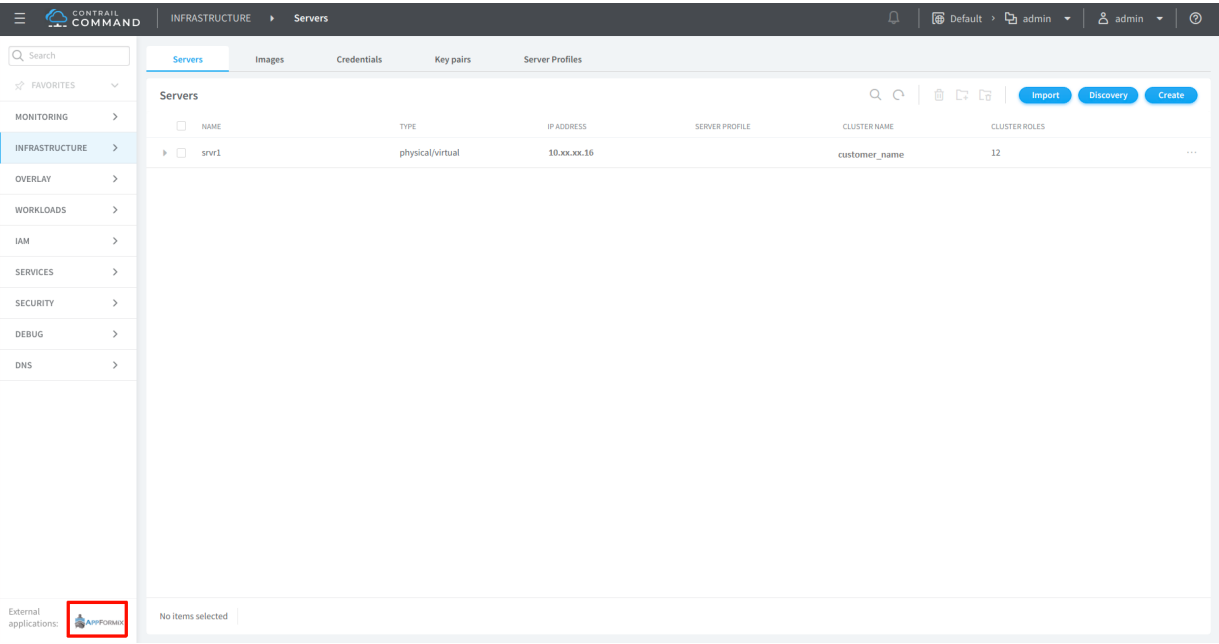 CONTRAIL
COMMAND
INFRASTRUCTURE
Servers
Default
admin
admin
Search
FAVORITES
MONITORING
INFRASTRUCTURE
OVERLAY
WORKLOADS
IAM
SERVICES
SECURITY
DEBUG
DNS
Servers
Images
Credentials
Key pairs
Server Profiles
Servers
Import
Discovery
Create
NAME
TYPE
IP ADDRESS
SERVER PROFILE
CLUSTER NAME
CLUSTER ROLES
srvr1
physical/virtual
10.xx.xx.16
customer_name
12
...
External
applications:
APPFORMIX
No items selected